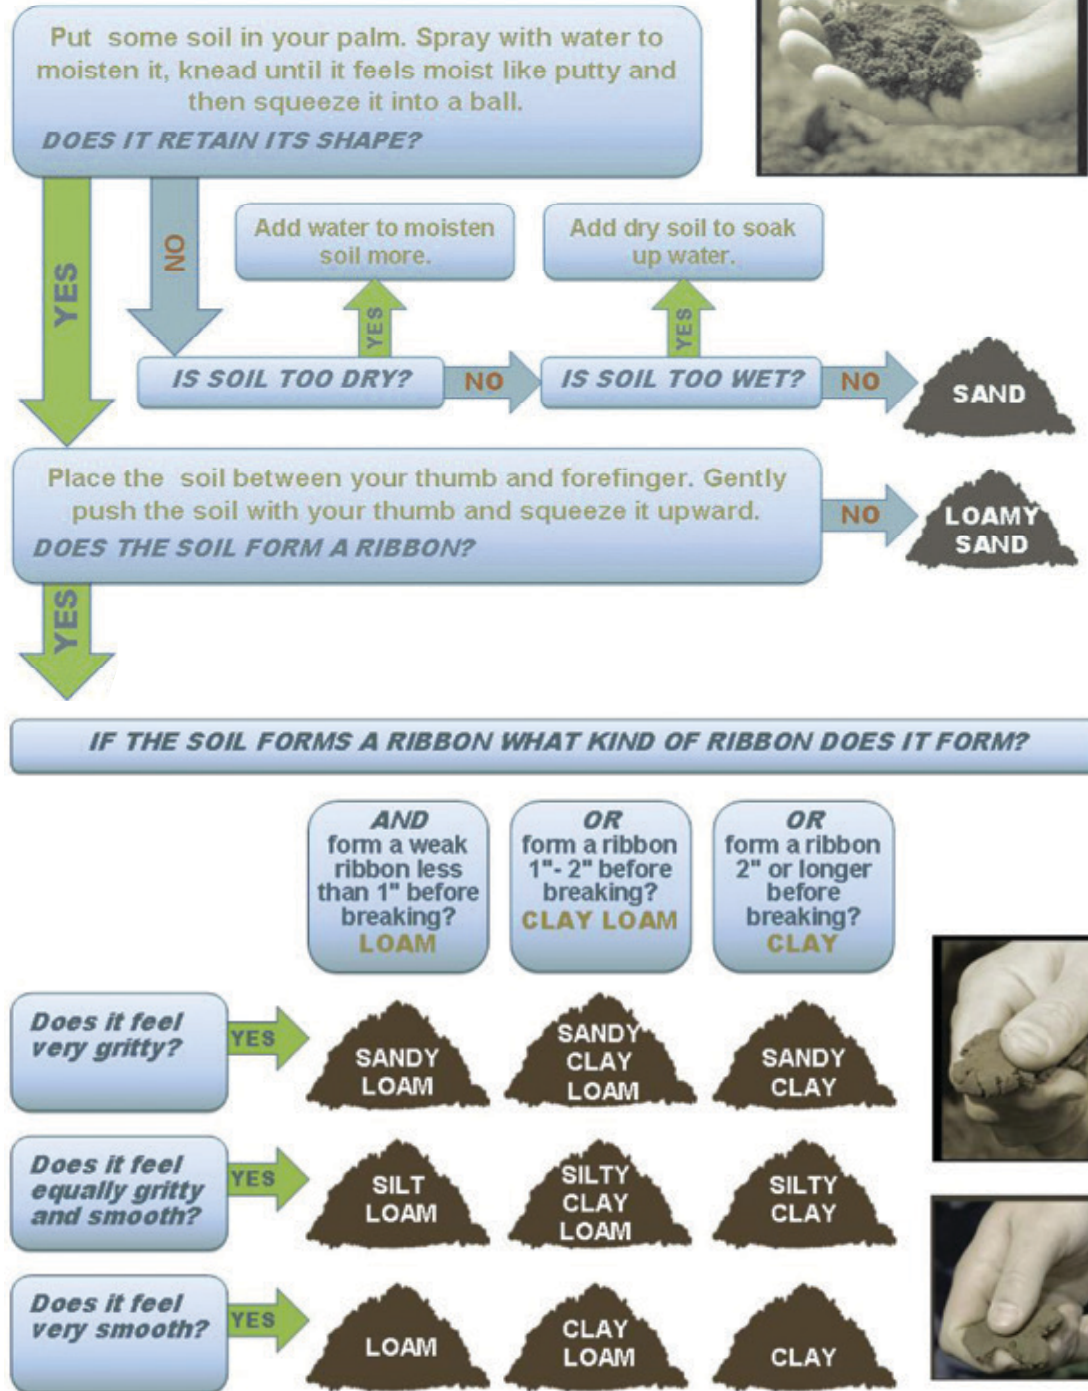 Put some soil in your palm. Spray with water to
moisten it, knead until it feels moist like putty and
then squeeze it into a ball.
DOES IT RETAIN ITS SHAPE?
YES
NO
Add water to moisten
soil more.
Add dry soil to soak
up water.
YES
YES
IS SOIL TOO DRY?
NO
IS SOIL TOO WET?
NO
SAND
Place the soil between your thumb and forefinger. Gently
push the soil with your thumb and squeeze it upward.
DOES THE SOIL FORM A RIBBON?
NO
LOAMY
SAND
YES
IF THE SOIL FORMS A RIBBON WHAT KIND OF RIBBON DOES IT FORM?
AND
form a weak
ribbon less
than 1" before
breaking?
LOAM
OR
form a ribbon
1"- 2" before
breaking?
CLAY LOAM
OR
form a ribbon
2" or longer
before
breaking?
CLAY
Does it feel
very gritty?
YES
SANDY
LOAM
SANDY
CLAY
LOAM
SANDY
CLAY
Does it feel
equally gritty
and smooth?
YES
SILT
LOAM
SILTY
CLAY
LOAM
SILTY
CLAY
Does it feel
very smooth?
YES
LOAM
CLAY
LOAM
CLAY